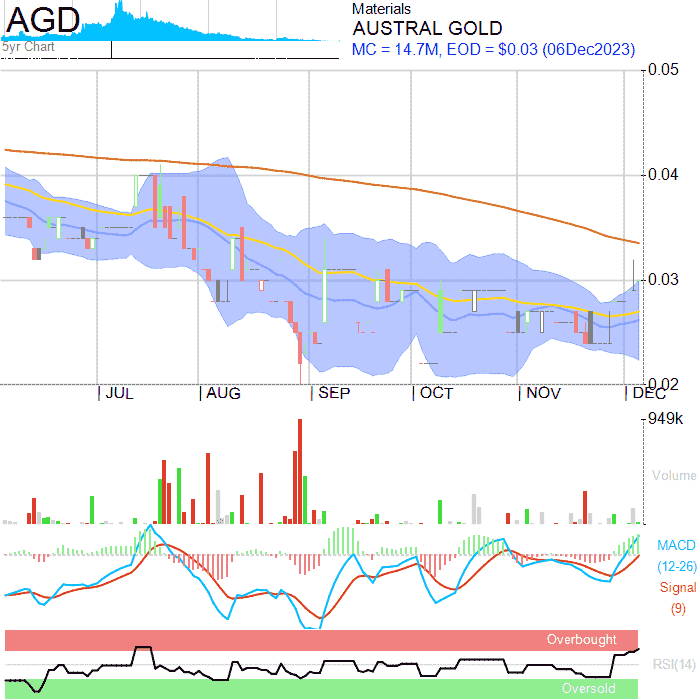 AGD
5yr Chart
Materials
AUSTRAL GOLD
MC = 14.7M, EOD = $0.03 (06Dec2023)
0.05
0.04
0.03
0.02
JUL AUG SEP OCT NOV DEC
949k
Volume
MACD
(12-26)
Signal
(9)
Overbought
RSI(14)
Oversold